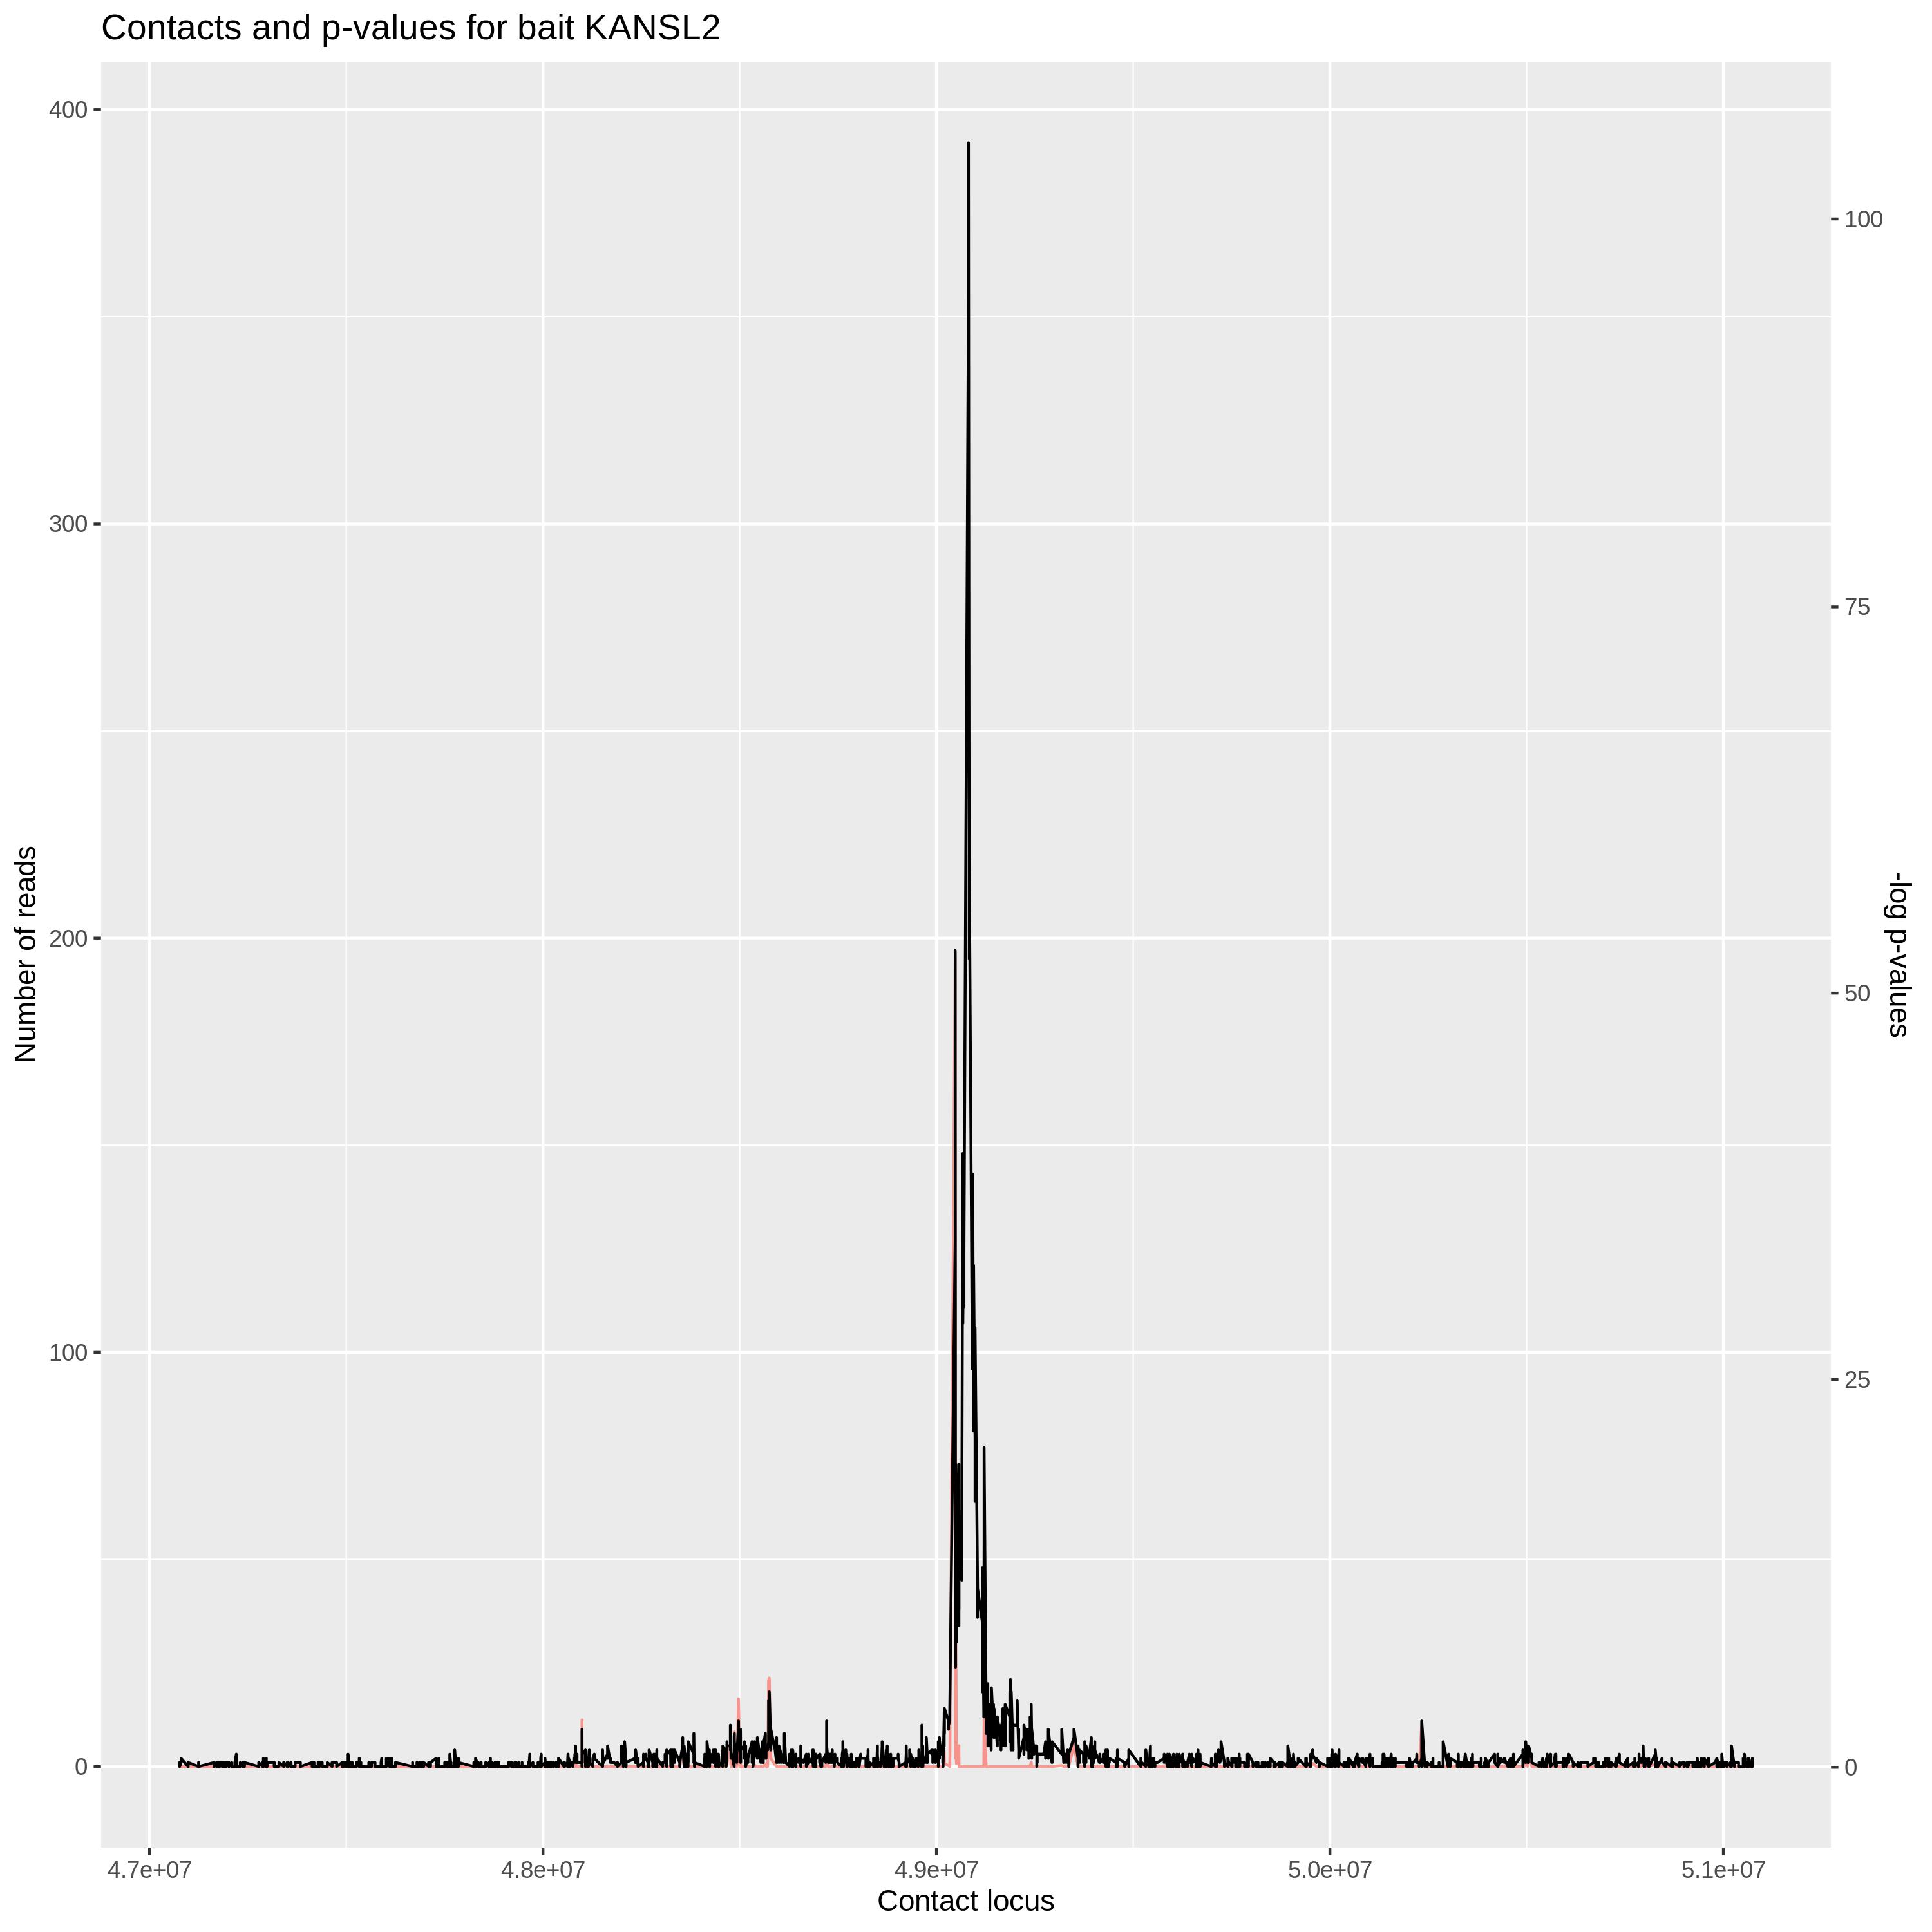 Contacts and p-values for bait KANSL2
400
300
200
100
0
Number of reads
100
75
50
25
0
-log p-values
4.7e+07 4.8e+07 4.9e+07 5.0e+07 5.1e+07
Contact locus